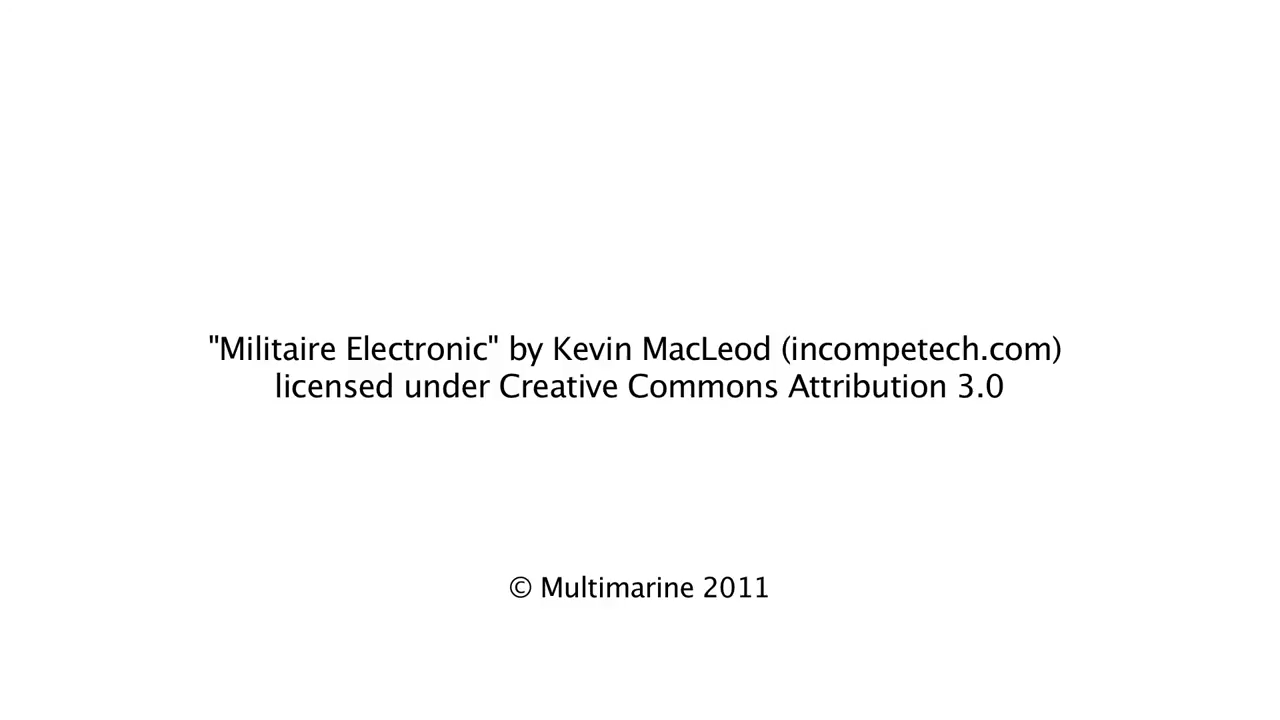 "Militaire Electronic" by Kevin MacLeod (incompetech.com)
licensed under Creative Commons Attribution 3.0
© Multimarine 2011